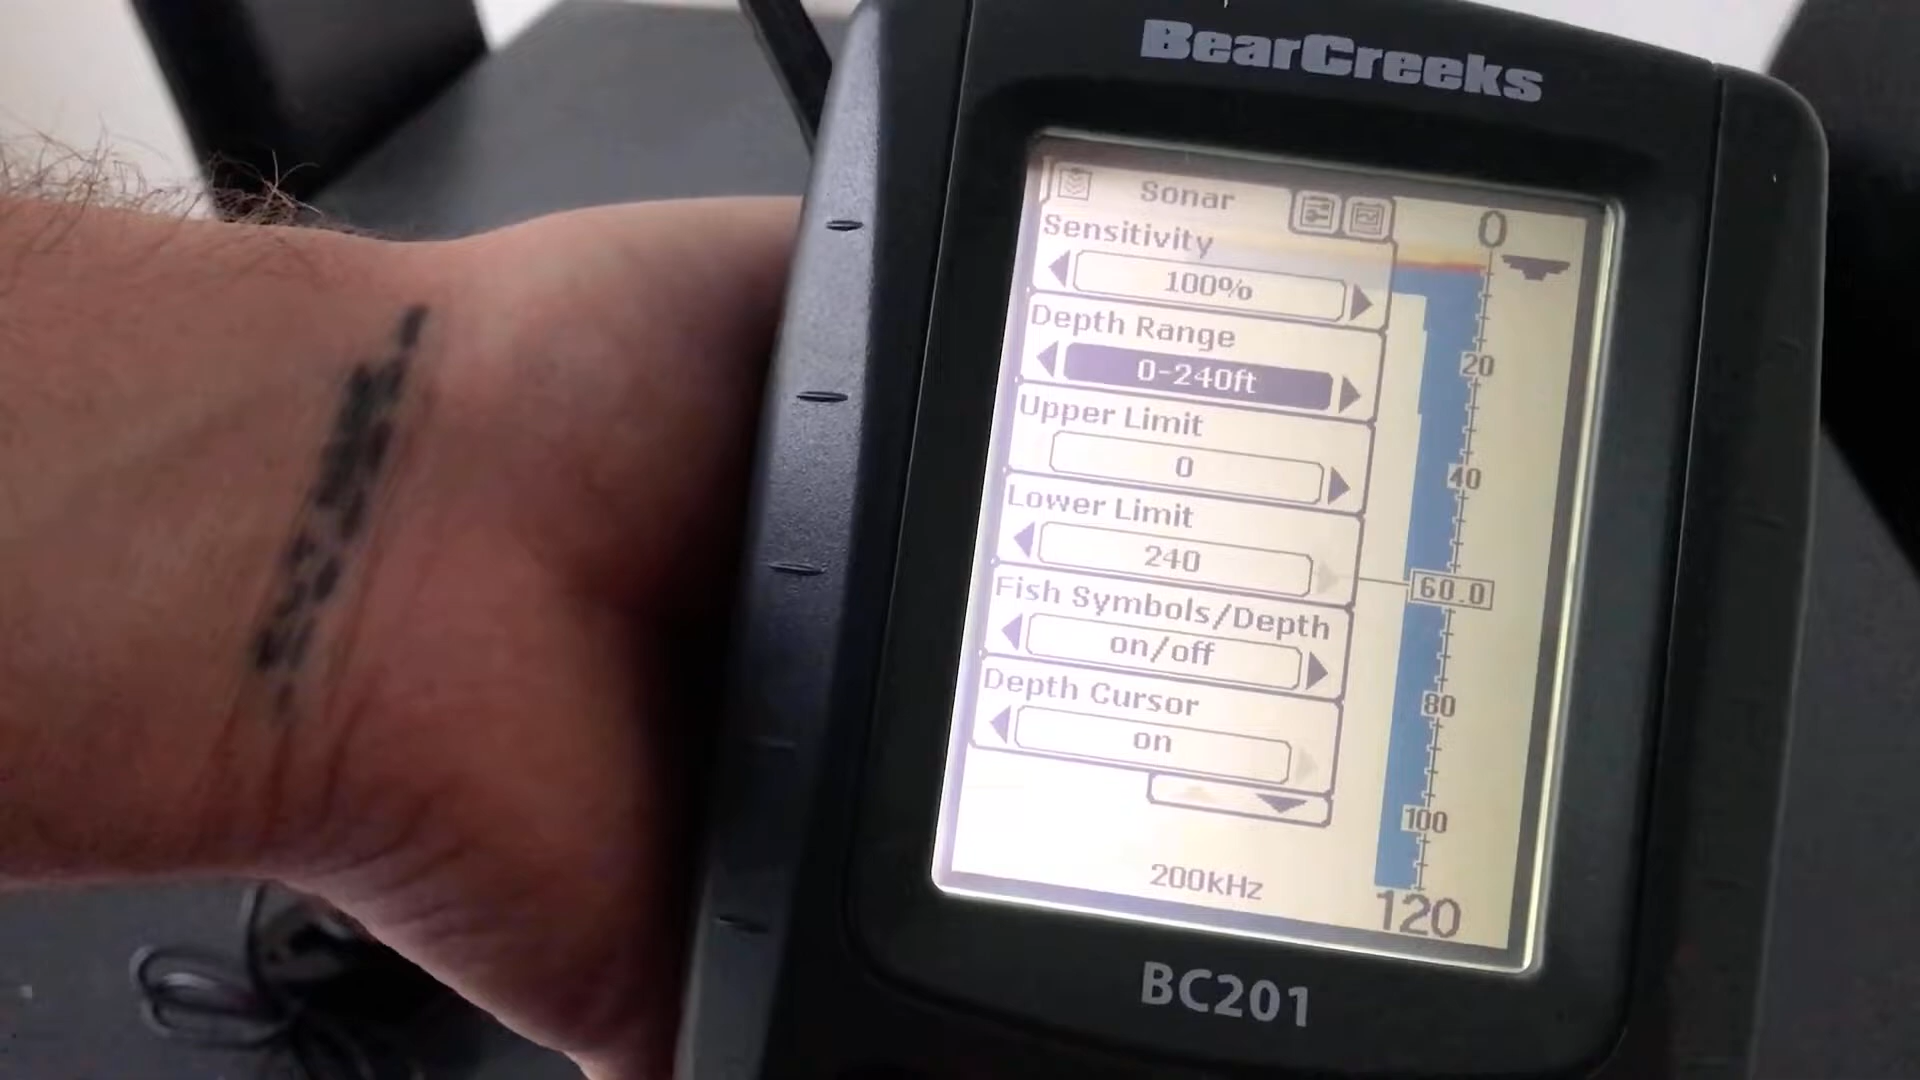 BearCreeks
Sonar
Sensitivity
100%
Depth Range
0-240ft
Upper Limit
0
Lower Limit
240
Fish Symbols/Depth
on/off
Depth Cursor
on
200kHz
0
20
40
60.0
80
100
120
BC201